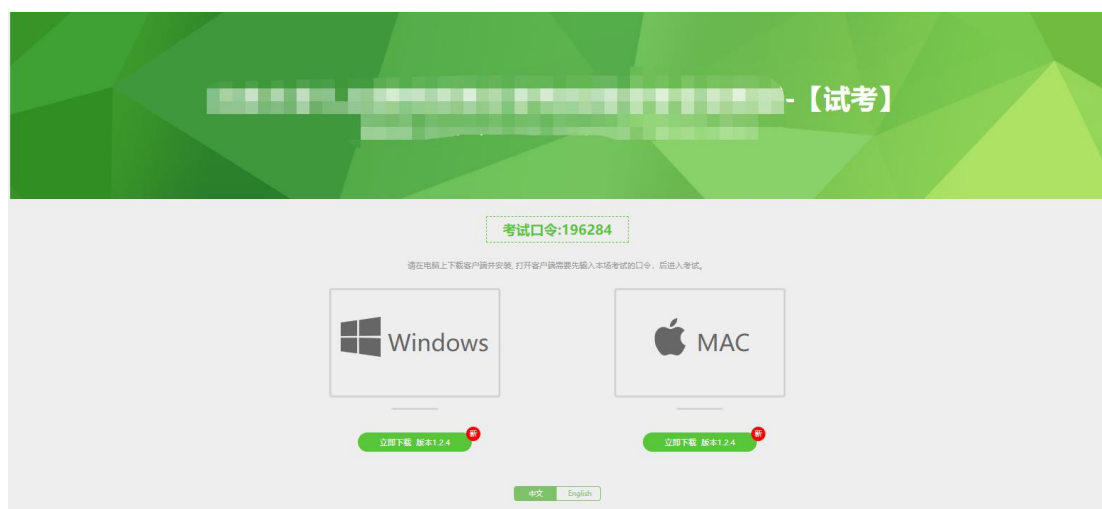 -【试考】
考试口令:196284
请在电脑上下载客户端并安装, 打开客户端需要先输入本场考试的口令，后进入考试。
Windows
MAC
新
新
立即下载 版本1.2.4
立即下载 版本1.2.4
中文 English